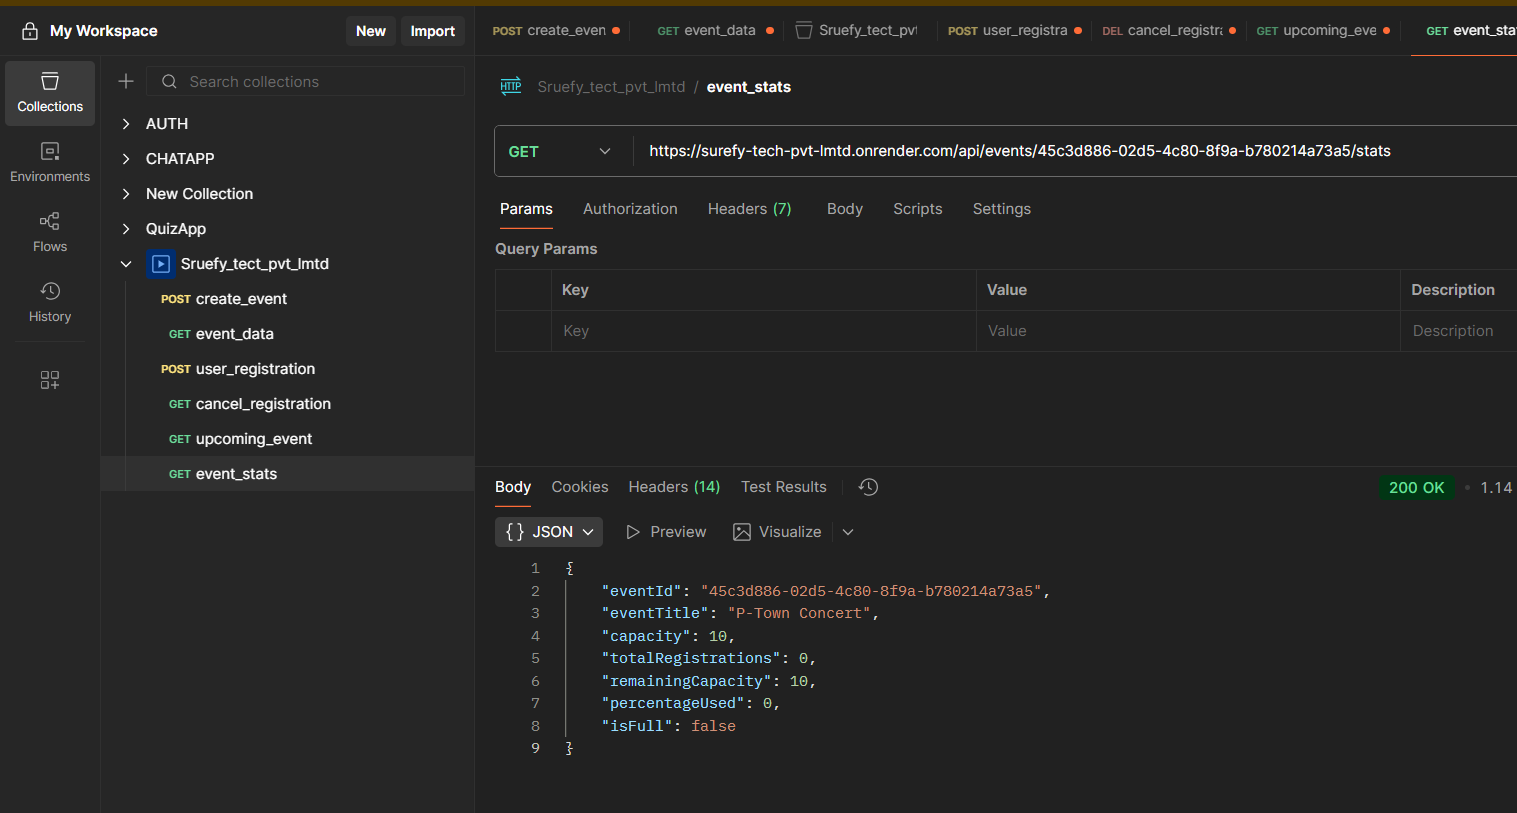 My Workspace
New
Import
POST create_even
GET event_data
Sruefy_tect_pvt
POST user_registra
DEL cancel_registra
GET upcoming_eve
GET event_sta
Collections
Environments
Flows
History
Search collections
AUTH
CHATAPP
New Collection
QuizApp
Sruefy_tect_pvt_lmtd
POST create_event
GET event_data
POST user_registration
GET cancel_registration
GET upcoming_event
GET event_stats
HTTP Sruefy_tect_pvt_lmtd / event_stats
GET https://surefy-tech-pvt-lmtd.onrender.com/api/events/45c3d886-02d5-4c80-8f9a-b780214a73a5/stats
Params Authorization Headers (7) Body Scripts Settings
Query Params
Key Value Description
Key Value Description
Body Cookies Headers (14) Test Results
200 OK • 1.14
{} JSON Preview Visualize
1 {
2 "eventId": "45c3d886-02d5-4c80-8f9a-b780214a73a5",
3 "eventTitle": "P-Town Concert",
4 "capacity": 10,
5 "totalRegistrations": 0,
6 "remainingCapacity": 10,
7 "percentageUsed": 0,
8 "isFull": false
9 }